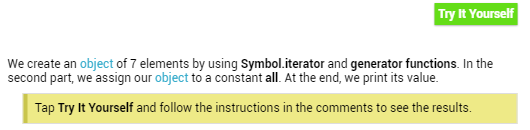 Try It Yourself
We create an object of 7 elements by using Symbol.iterator and generator functions. In the
second part, we assign our object to a constant all. At the end, we print its value.
Tap Try It Yourself and follow the instructions in the comments to see the results.